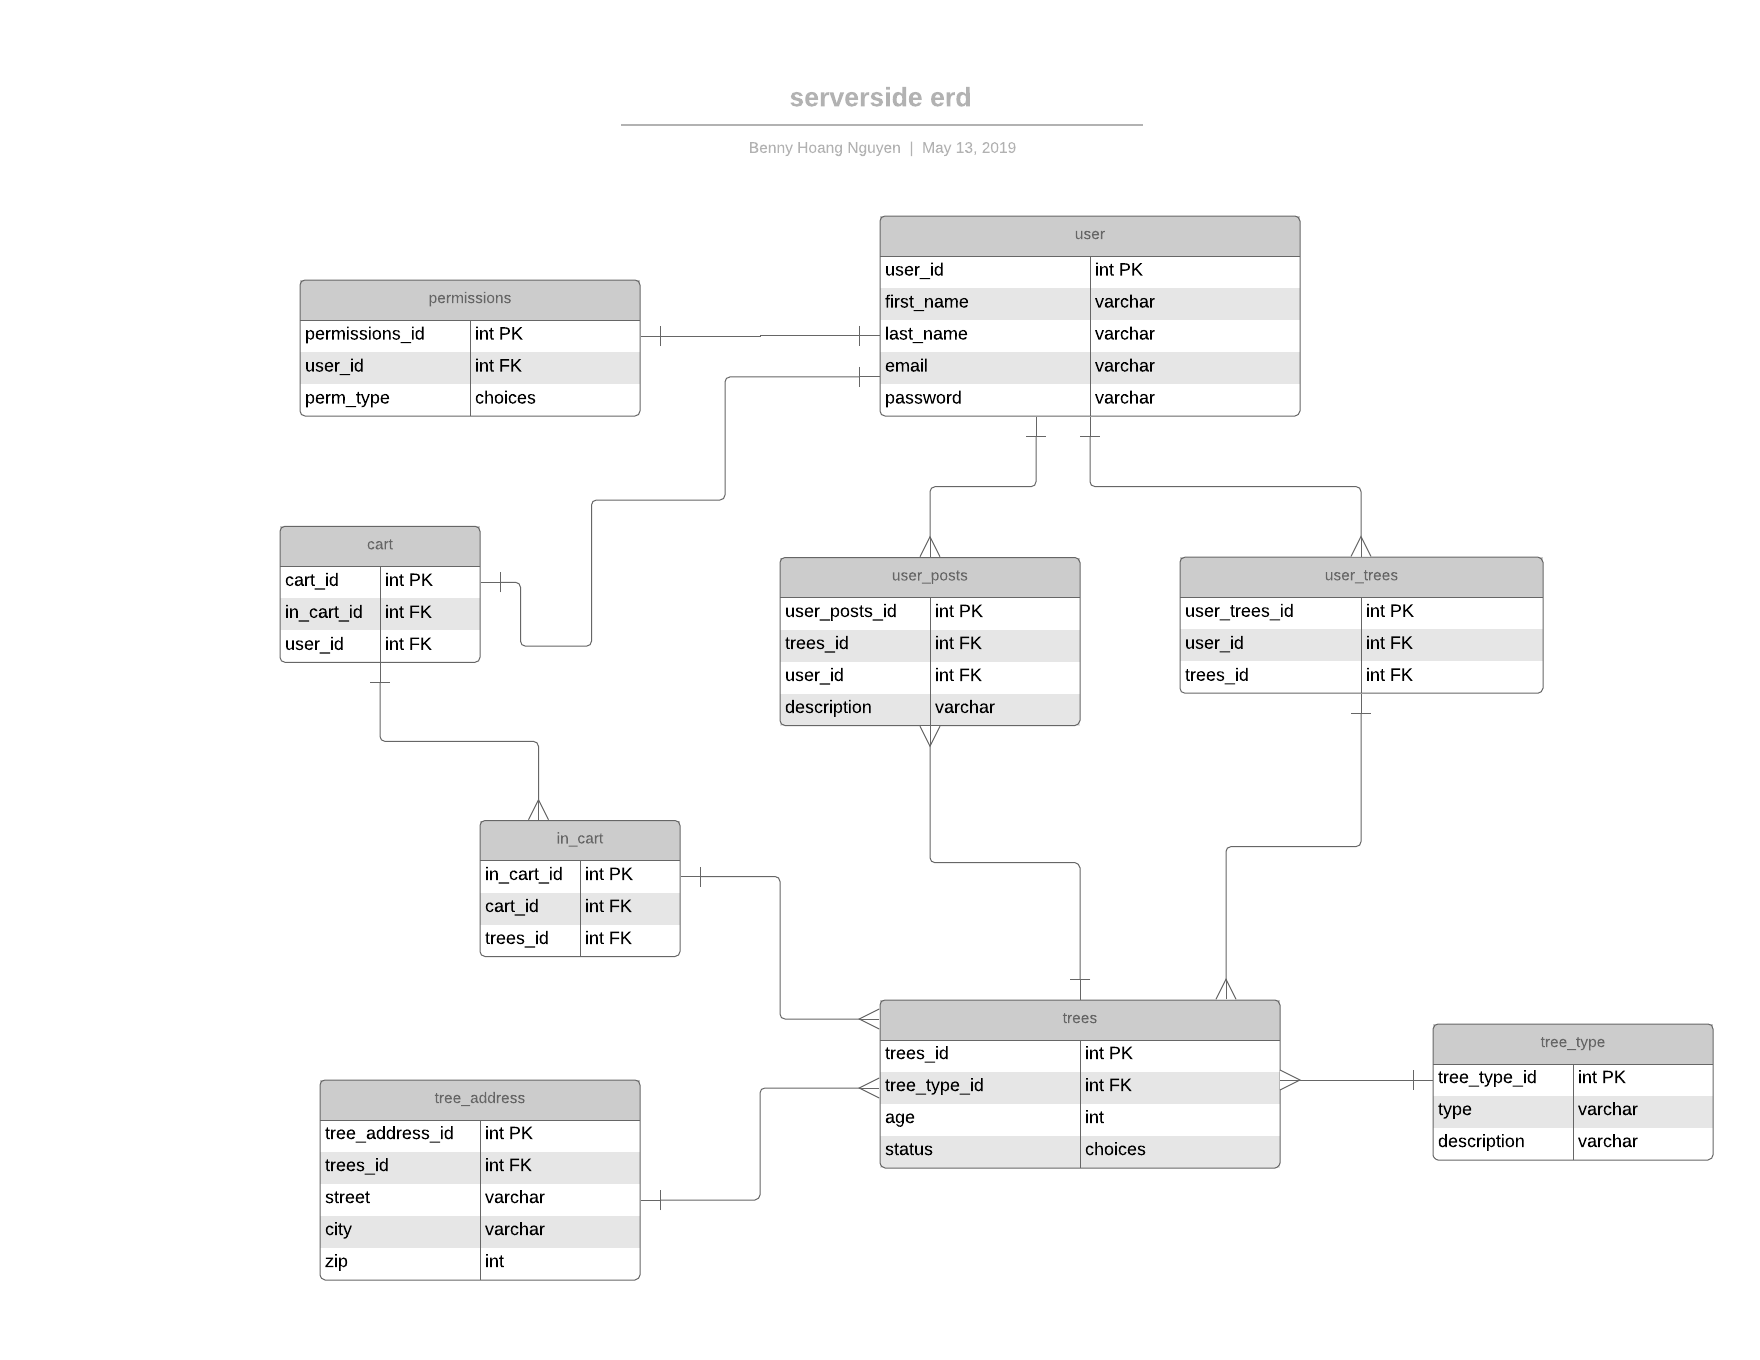 serverside erd
Benny Hoang Nguyen | May 13, 2019
user
user_id int PK
first_name varchar
last_name varchar
email varchar
password varchar
permissions
permissions_id int PK
user_id int FK
perm_type choices
cart
cart_id int PK
in_cart_id int FK
user_id int FK
user_posts
user_posts_id int PK
trees_id int FK
user_id int FK
description varchar
user_trees
user_trees_id int PK
user_id int FK
trees_id int FK
in_cart
in_cart_id int PK
cart_id int FK
trees_id int FK
trees
trees_id int PK
tree_type_id int FK
age int
status choices
tree_type
tree_type_id int PK
type varchar
description varchar
tree_address
tree_address_id int PK
trees_id int FK
street varchar
city varchar
zip int